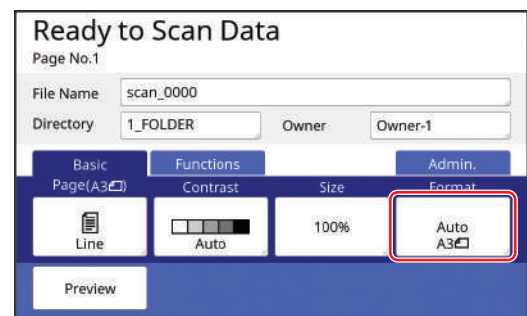 Ready to Scan Data
Page No.1
File Name scan_0000
Directory 1_FOLDER Owner Owner-1
Basic Functions Admin.
Page(A3) Contrast Size Format
Line Auto 100% Auto
A3
Preview